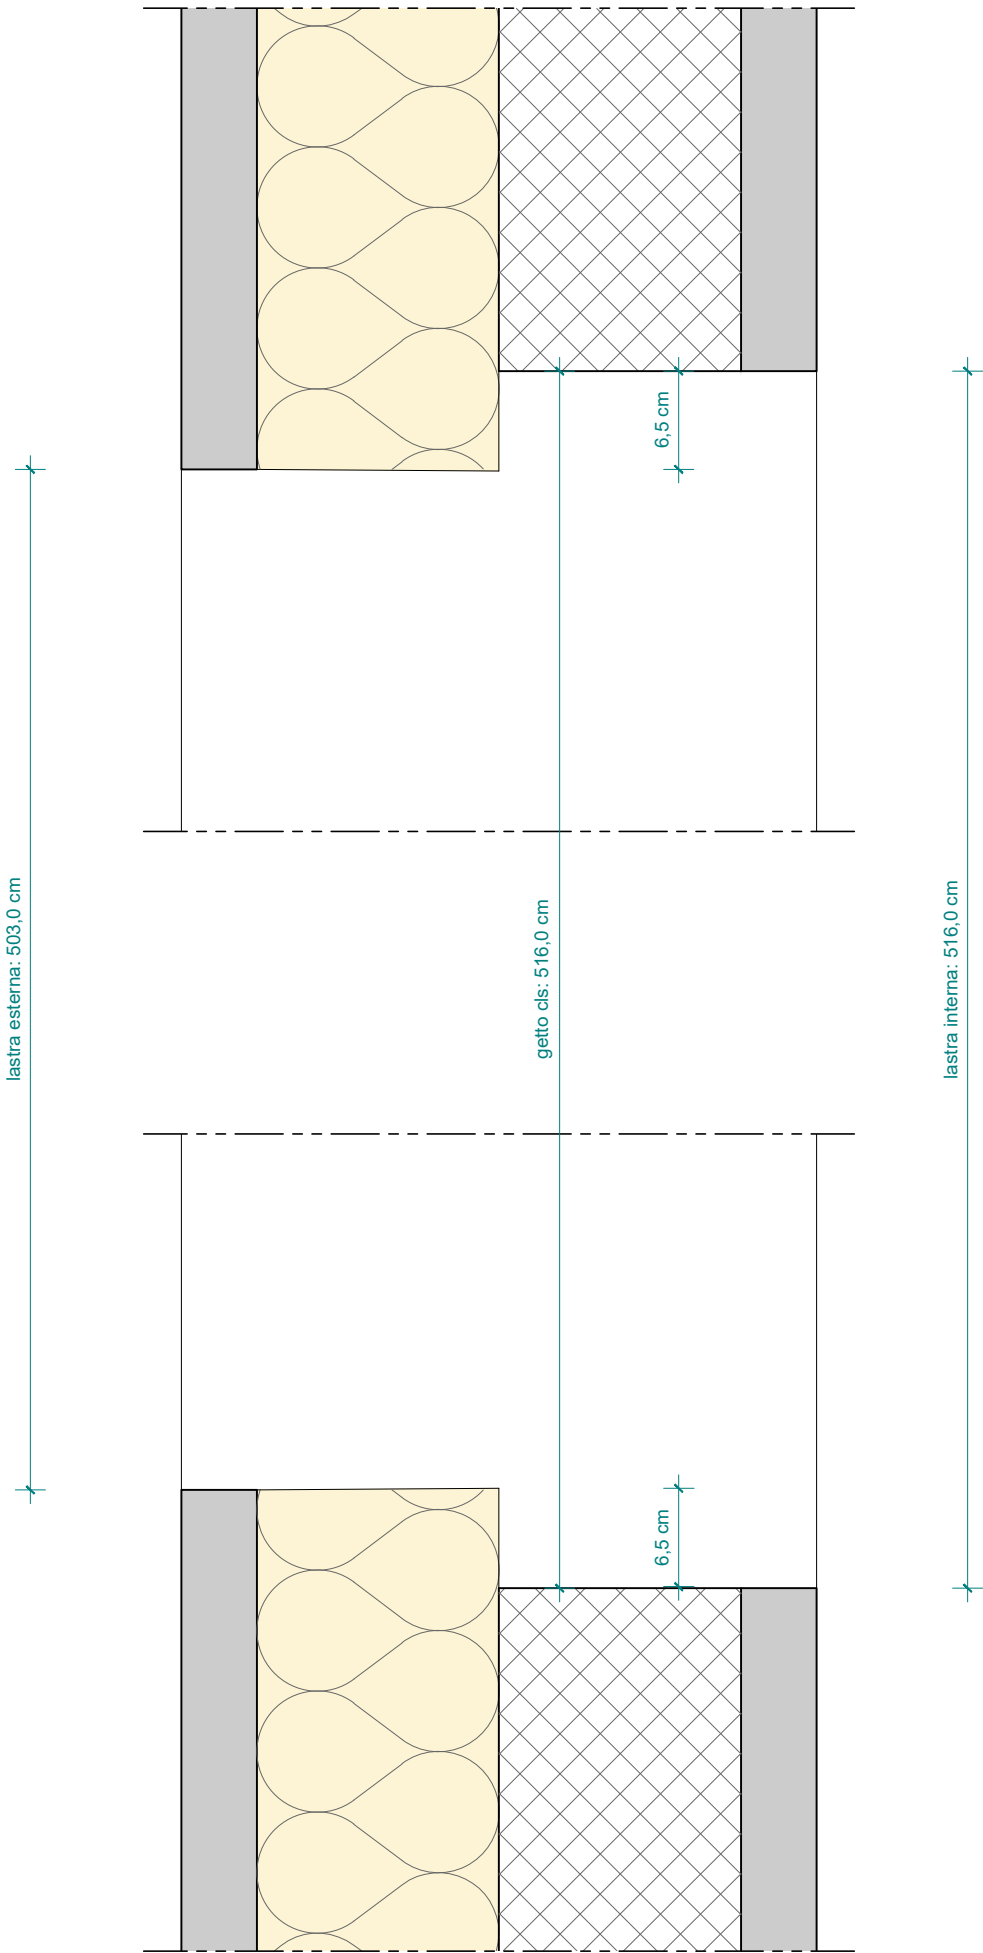 6,5 cm
lastra esterna: 503,0 cm
getto cls: 516,0 cm
lastra interna: 516,0 cm
6,5 cm